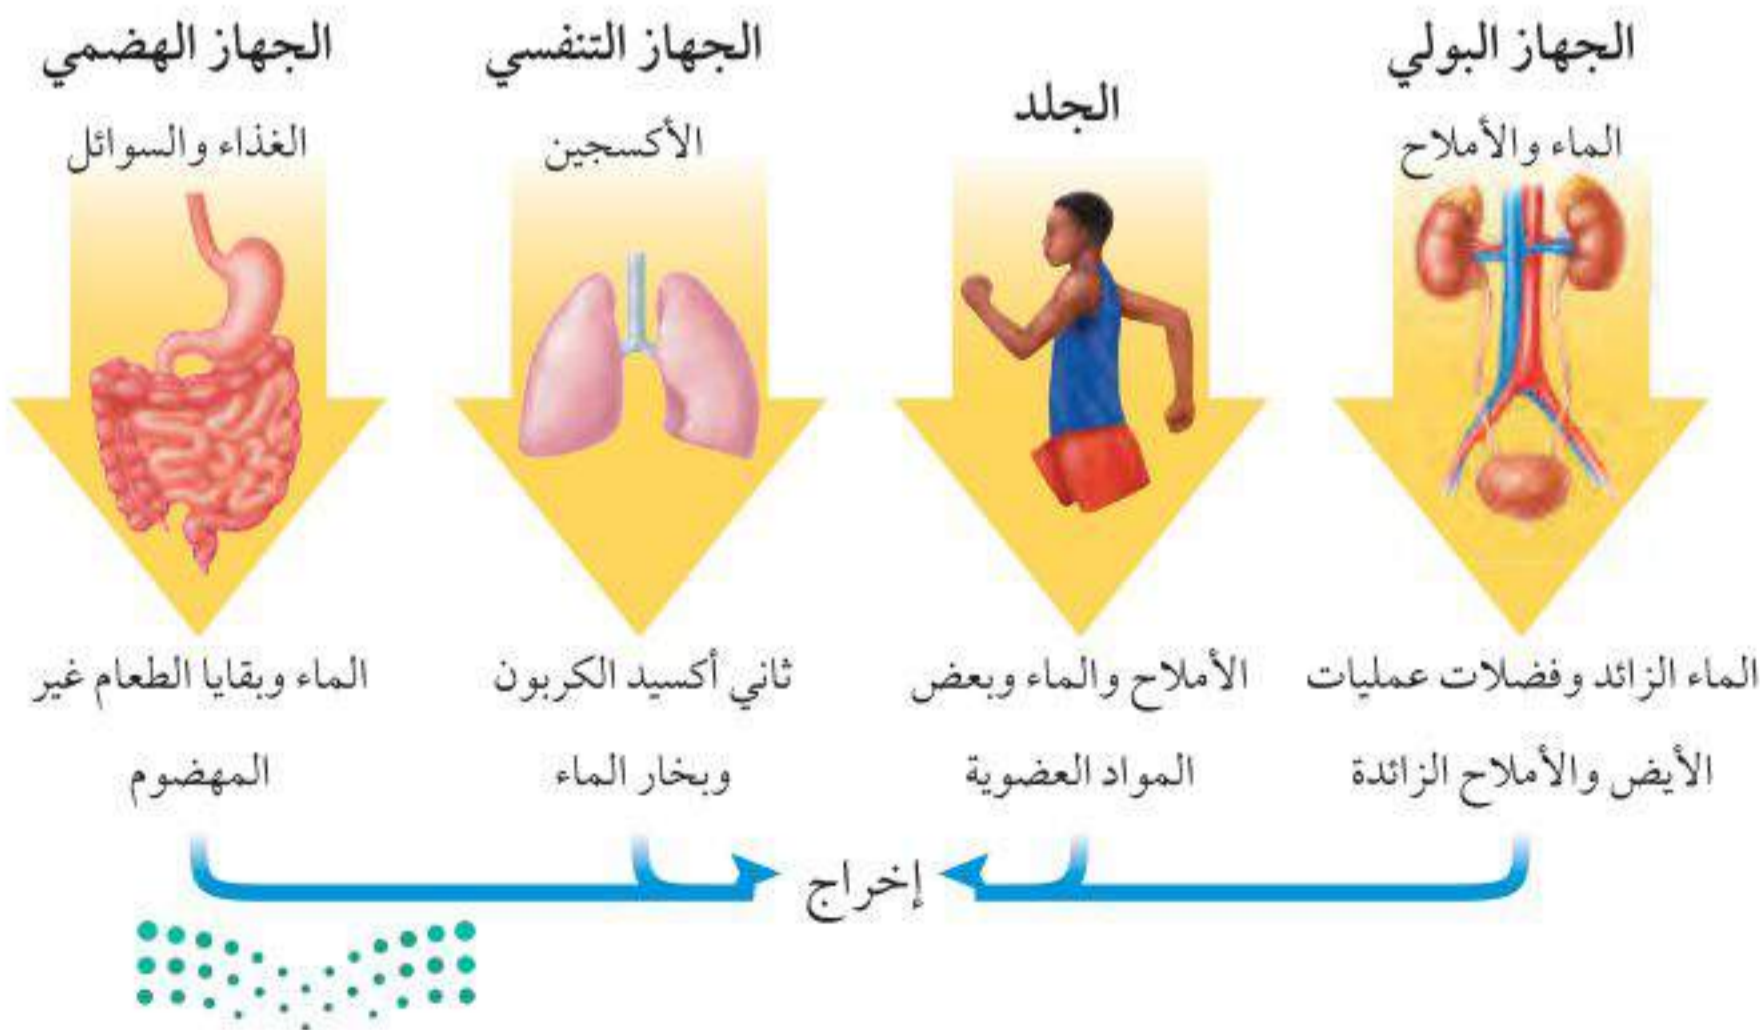 الجهاز البولي
الماء والأملاح
الماء الزائد وفضلات عمليات
الأيض والأملاح الزائدة
الجلد
الأملاح والماء وبعض
المواد العضوية
الجهاز التنفسي
الأكسجين
ثاني أكسيد الكربون
وبخار الماء
الجهاز الهضمي
الغذاء والسوائل
الماء وبقايا الطعام غير
المهضوم
إخراج